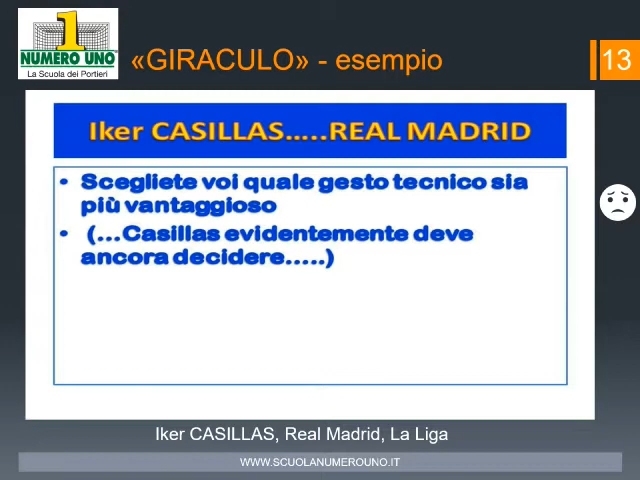 1
NUMERO UNO®
La Scuola dei Portieri
«GIRACULO» - esempio
13
Iker CASILLAS.....REAL MADRID
• Scegliete voi quale gesto tecnico sia
più vantaggioso
• (...Casillas evidentemente deve
ancora decidere.....)
Iker CASILLAS, Real Madrid, La Liga
WWW.SCUOLANUMEROUNO.IT